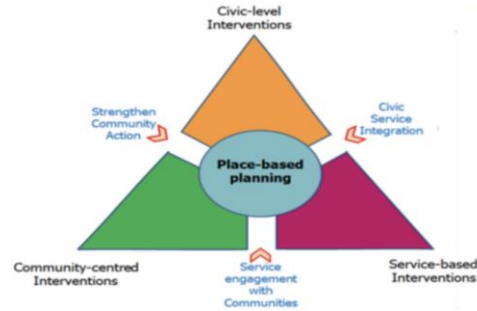 Civic-level
Interventions
Strengthen
Community
Action
Civic
Service
Integration
Place-based
planning
Community-centred
Interventions
Service
engagement
with
Communities
Service-based
Interventions